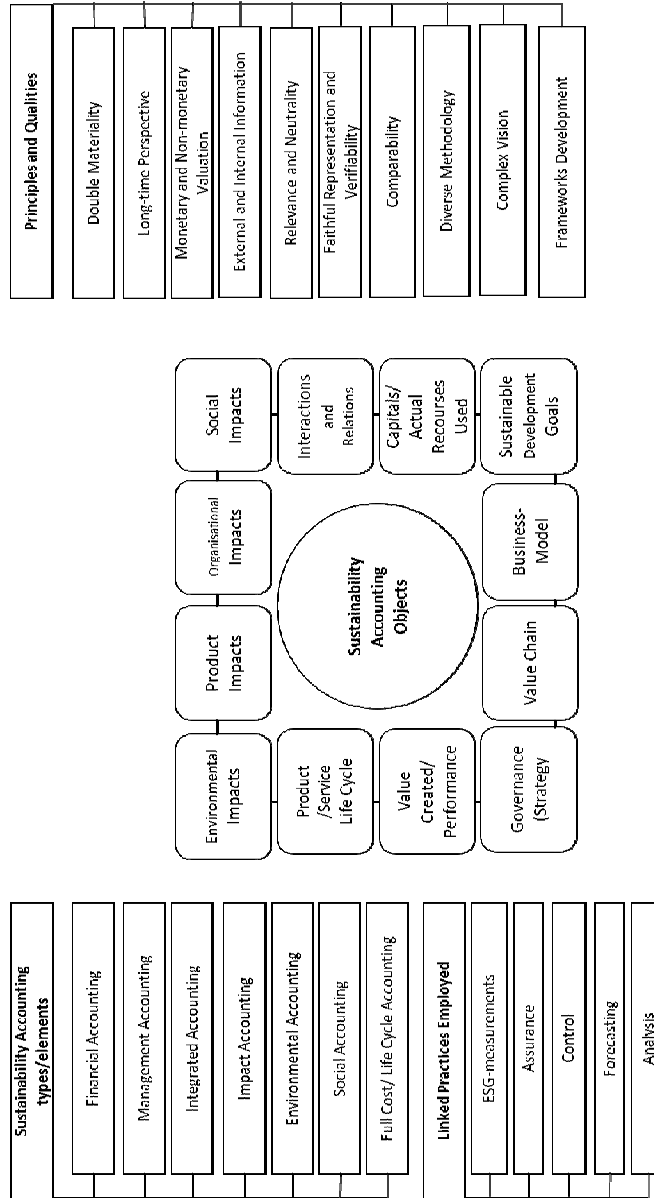 Sustainability Accounting
types/elements
Financial Accounting
Management Accounting
Integrated Accounting
Impact Accounting
Environmental Accounting
Social Accounting
Full Cost/ Life Cycle Accounting
Linked Practices Employed
ESG-measurements
Assurance
Control
Forecasting
Analysis
Environmental
Impacts
Product
Impacts
Organisational
Impacts
Social
Impacts
Product
/Service
Life Cycle
Interactions
and
Relations
Sustainability
Accounting
Objects
Value
Created/
Performance
Capitals/
Actual
Recourses
Used
Governance
(Strategy
Value Chain
Business-
Model
Sustainable
Development
Goals
Principles and Qualities
Double Materiality
Long-time Perspective
Monetary and Non-monetary
Valuation
External and Internal Information
Relevance and Neutrality
Faithful Representation and
Verifiability
Comparability
Diverse Methodology
Complex Vision
Frameworks Development